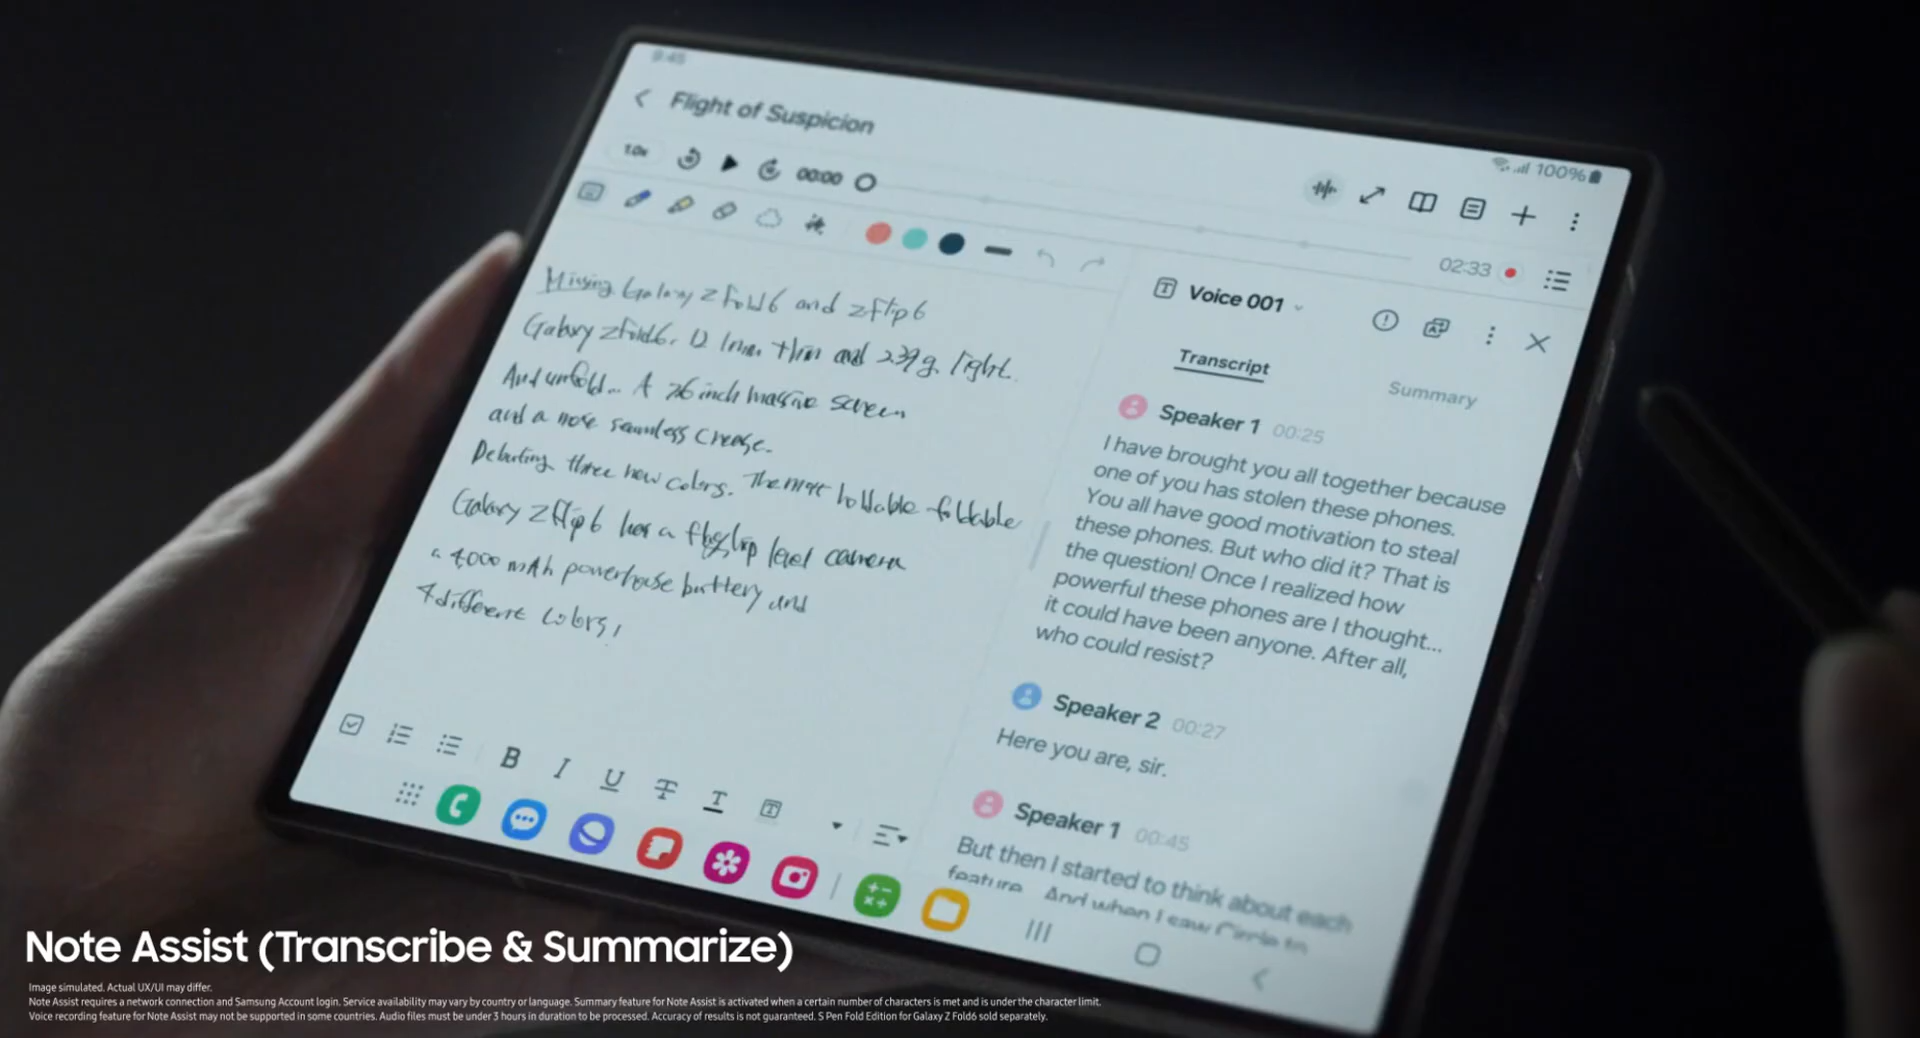 9:45
Flight of Suspicion
100%
1.0x
00:00
02:33
Missing Galaxy Z Fold6 and Z Flip6
Galaxy Z Fold6. 12.1mm thin and 239g light.
And unfold... A 7.6 inch massive screen
and a more seamless crease.
Debuting three new colors. The most foldable foldable
Galaxy Z Flip6 has a flagship level camera
a 4000 mAh powerhouse battery and
4 different colors,
Voice 001
Transcript
Summary
Speaker 1 00:25
I have brought you all together because
one of you has stolen these phones.
You all have good motivation to steal
these phones. But who did it? That is
the question! Once I realized how
powerful these phones are I thought...
it could have been anyone. After all,
who could resist?
Speaker 2 00:27
Here you are, sir.
Speaker 1 00:45
But then I started to think about each
feature. And when I saw Circle to
B I U T T T
Note Assist (Transcribe & Summarize)
Image simulated. Actual UX/UI may differ.
Note Assist requires a network connection and Samsung Account login. Service availability may vary by country or language. Summary feature for Note Assist is activated when a certain number of characters is met and is under the character limit.
Voice recording feature for Note Assist may not be supported in some countries. Audio files must be under 3 hours in duration to be processed. Accuracy of results is not guaranteed. S Pen Fold Edition for Galaxy Z Fold6 sold separately.